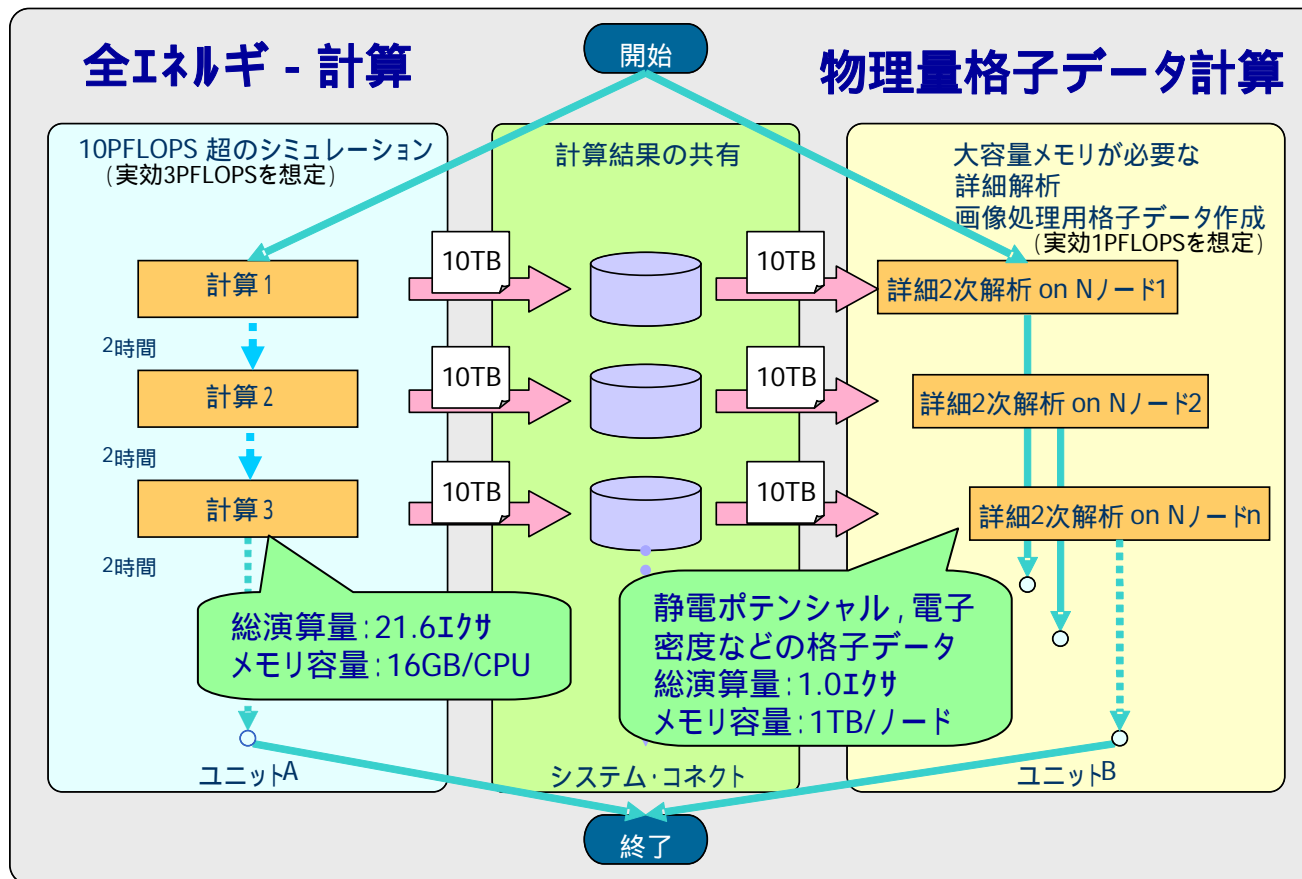 開始
全エネルギ - 計算
物理量格子データ計算
10PFLOPS 超のシミュレーション
(実効3PFLOPSを想定)
計算1
2時間
計算2
2時間
計算3
2時間
総演算量:21.6エクサ
メモリ容量:16GB/CPU
ユニットA
計算結果の共有
10TB
10TB
10TB
10TB
10TB
10TB
システム・コネクト
大容量メモリが必要な
詳細解析
画像処理用格子データ作成
(実効1PFLOPSを想定)
詳細2次解析 on Nノード1
詳細2次解析 on Nノード2
詳細2次解析 on Nノードn
静電ポテンシャル,電子
密度などの格子データ
総演算量:1.0エクサ
メモリ容量:1TB/ノード
ユニットB
終了